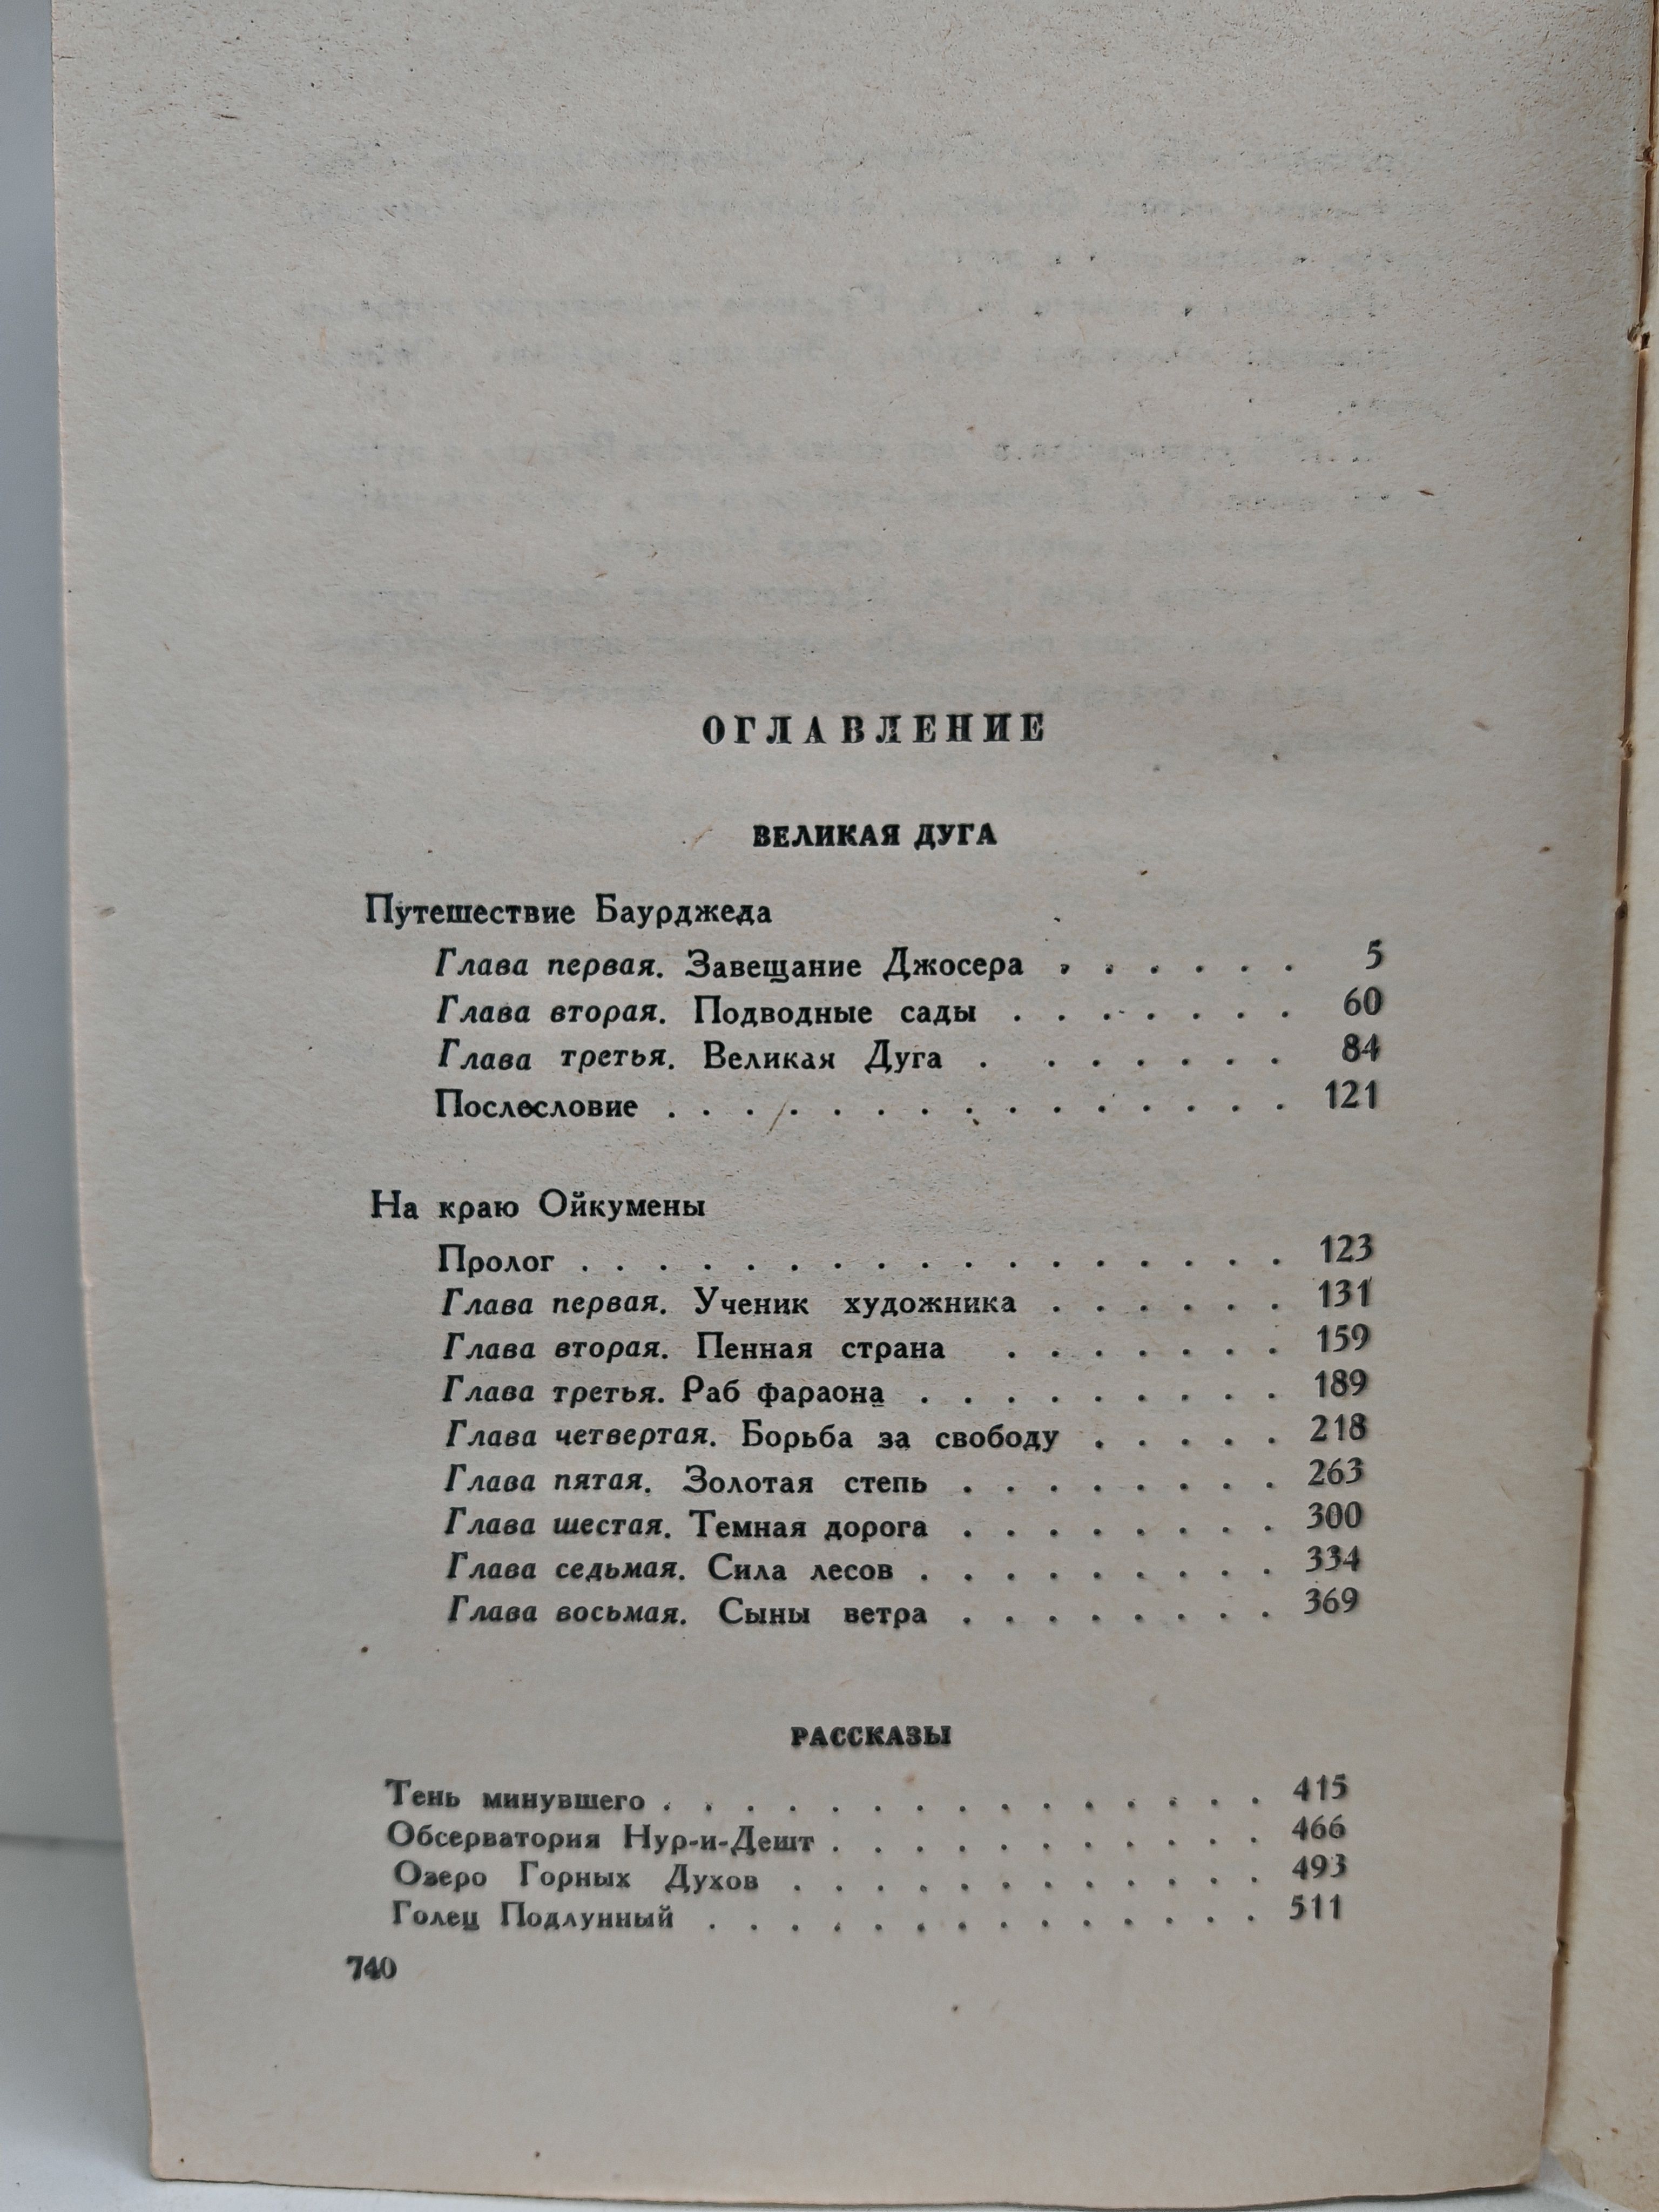 ОГЛАВЛЕНИЕ
ВЕЛИКАЯ ДУГА
Путешествие Баурджеда
Глава первая. Завещание Джосера . . . . . . 5
Глава вторая. Подводные сады . . . . . . . 60
Глава третья. Великая Дуга . . . . . . . 84
Послесловие . . . . . . . . . . . . . . . 121
На краю Ойкумены
Пролог . . . . . . . . . . . . . . . . . 123
Глава первая. Ученик художника . . . . . . 131
Глава вторая. Пенная страна . . . . . . . 159
Глава третья. Раб фараона . . . . . . . . . 189
Глава четвертая. Борьба за свободу . . . . . 218
Глава пятая. Золотая степь . . . . . . . . 263
Глава шестая. Темная дорога . . . . . . . . 300
Глава седьмая. Сила лесов . . . . . . . . . 334
Глава восьмая. Сыны ветра . . . . . . . . 369
РАССКАЗЫ
Тень минувшего . . . . . . . . . . . . . . . 415
Обсерватория Нур-и-Дешт . . . . . . . . . . . 466
Озеро Горных Духов . . . . . . . . . . . . 493
Голец Подлунный . . . . . . . . . . . . . . 511
740